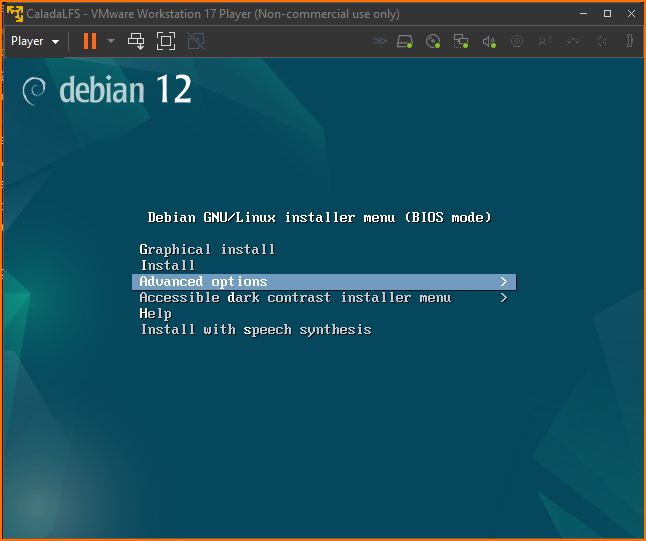 CaladaLFS - VMware Workstation 17 Player (Non-commercial use only)
Player
debian 12
Debian GNU/Linux installer menu (BIOS mode)
Graphical install
Install
Advanced options >
Accessible dark contrast installer menu >
Help
Install with speech synthesis